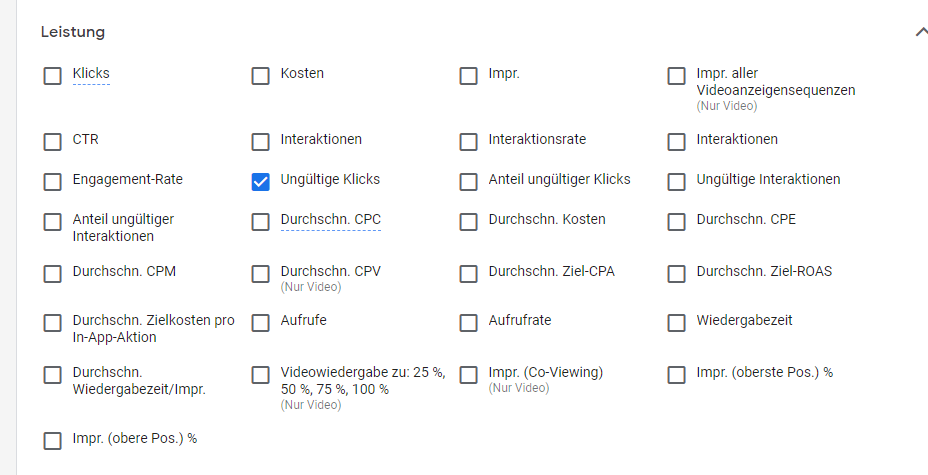 Leistung
Klicks
Kosten
Impr.
Impr. aller
Videoanzeigensequenzen
(Nur Video)
CTR
Interaktionen
Interaktionsrate
Interaktionen
Engagement-Rate
Ungültige Klicks
Anteil ungültiger Klicks
Ungültige Interaktionen
Anteil ungültiger
Interaktionen
Durchschn. CPC
Durchschn. Kosten
Durchschn. CPE
Durchschn. CPM
Durchschn. CPV
(Nur Video)
Durchschn. Ziel-CPA
Durchschn. Ziel-ROAS
Durchschn. Zielkosten pro
In-App-Aktion
Aufrufe
Aufrufrate
Wiedergabezeit
Durchschn.
Wiedergabezeit/Impr.
Videowiedergabe zu: 25 %,
50 %, 75 %, 100 %
(Nur Video)
Impr. (Co-Viewing)
(Nur Video)
Impr. (oberste Pos.) %
Impr. (obere Pos.) %